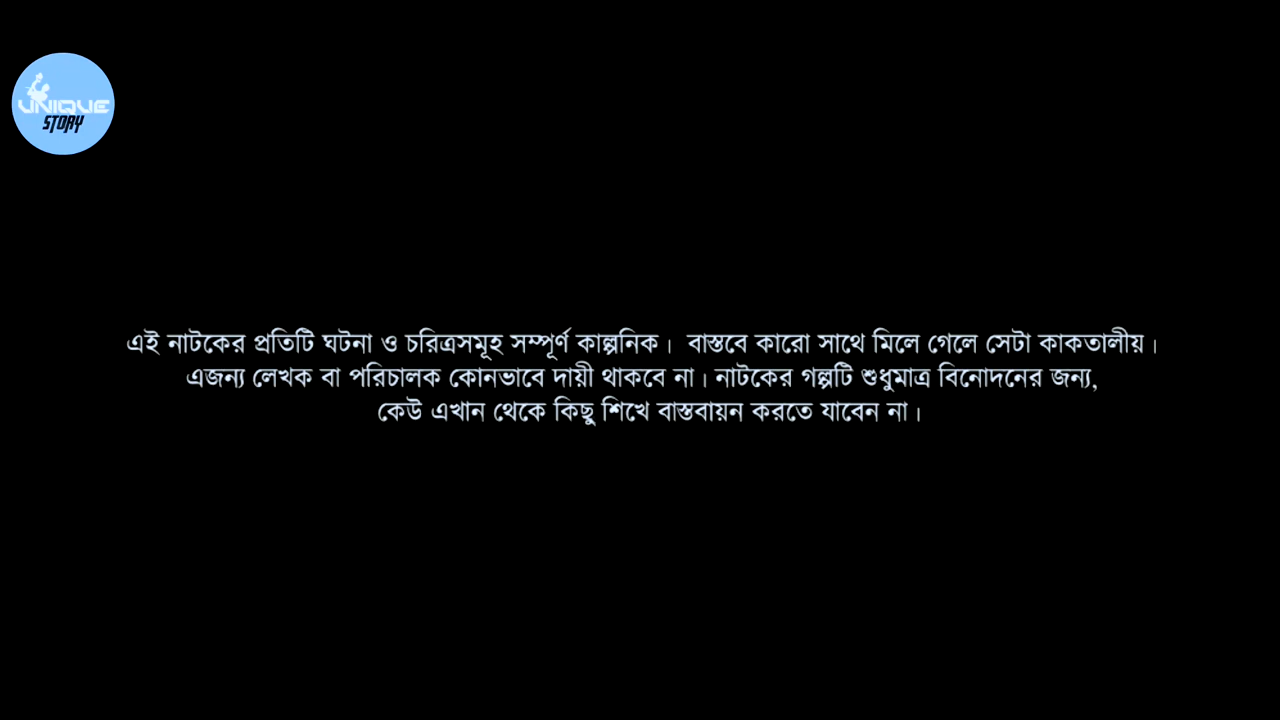 UNIQUE
STORY
এই নাটকের প্রতিটি ঘটনা ও চরিত্রসমূহ সম্পূর্ণ কাল্পনিক। বাস্তবে কারো সাথে মিলে গেলে সেটা কাকতালীয়।
এজন্য লেখক বা পরিচালক কোনভাবে দায়ী থাকবে না। নাটকের গল্পটি শুধুমাত্র বিনোদনের জন্য,
কেউ এখান থেকে কিছু শিখে বাস্তবায়ন করতে যাবেন না।